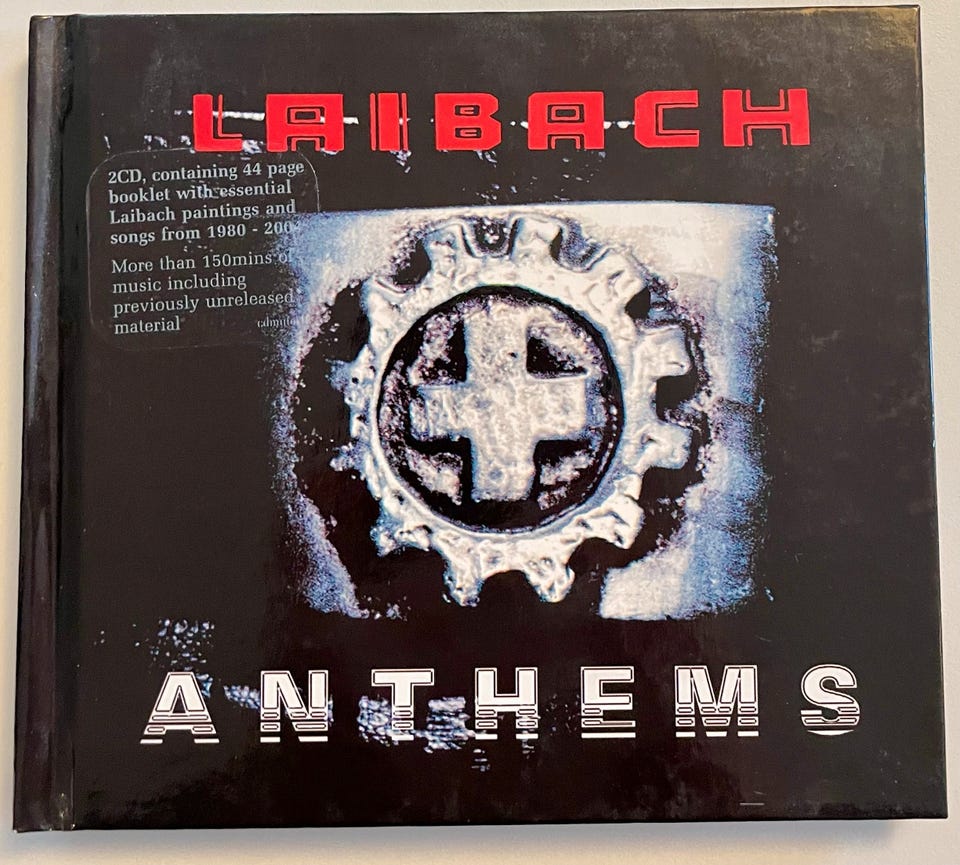 LAIBACH
2CD, containing 44 page
booklet with essential
Laibach paintings and
songs from 1980 -
More than 150mins of
music including
previously unreleased
material
ANTHEMS